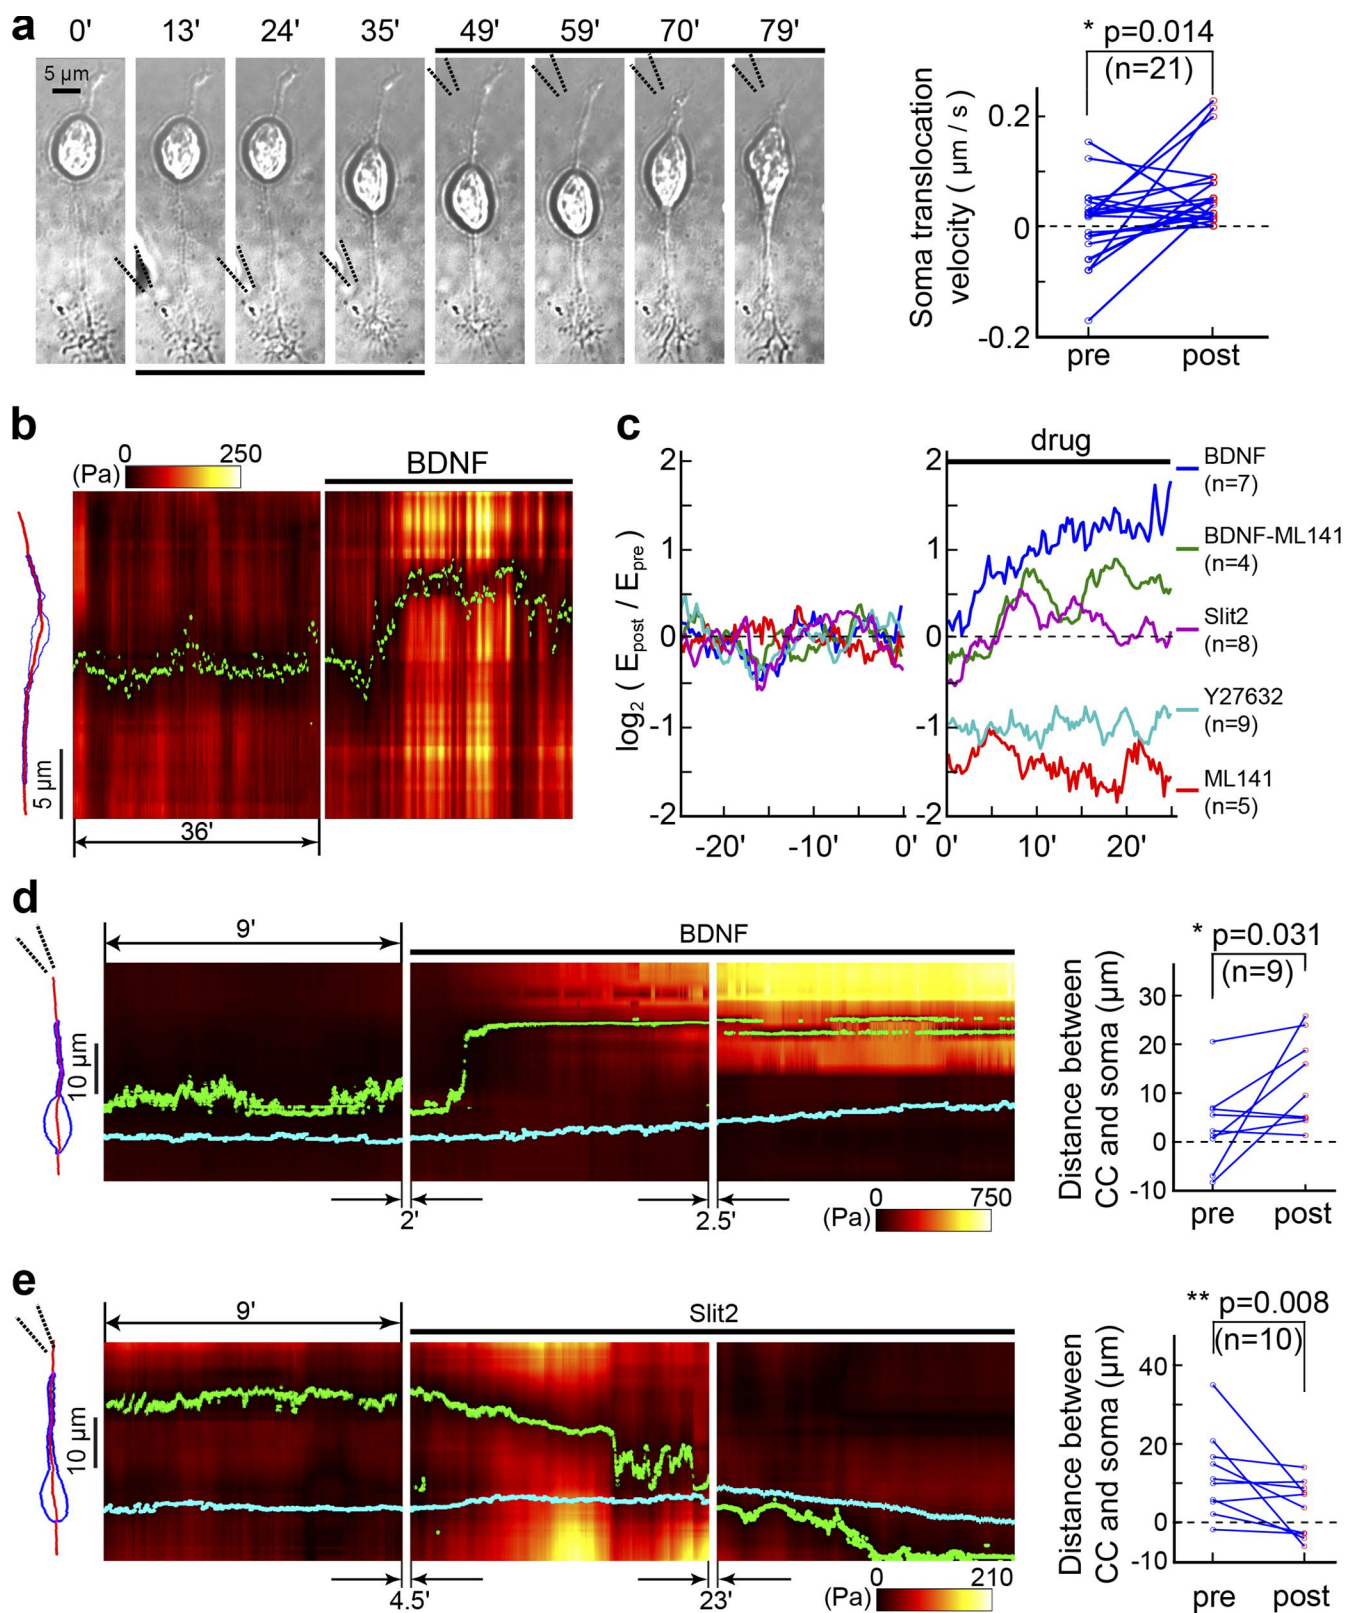 a
0' 13' 24' 35' 49' 59' 70' 79'
5 µm
* p=0.014
(n=21)
Soma translocation
velocity ( µm / s )
0.2
0
-0.2
pre post
b
(Pa) 0 250
BDNF
5 µm
36'
c
drug
log2 ( Epost / Epre )
2
1
0
-1
-2
-20' -10' 0'
2
1
0
-1
-2
0' 10' 20'
BDNF
(n=7)
BDNF-ML141
(n=4)
Slit2
(n=8)
Y27632
(n=9)
ML141
(n=5)
d
9'
BDNF
10 µm
2' 2.5'
(Pa) 0 750
* p=0.031
(n=9)
Distance between
CC and soma (µm)
30
20
10
0
-10
pre post
e
9'
Slit2
10 µm
4.5' 23'
(Pa) 0 210
** p=0.008
(n=10)
Distance between
CC and soma (µm)
40
20
0
-10
pre post